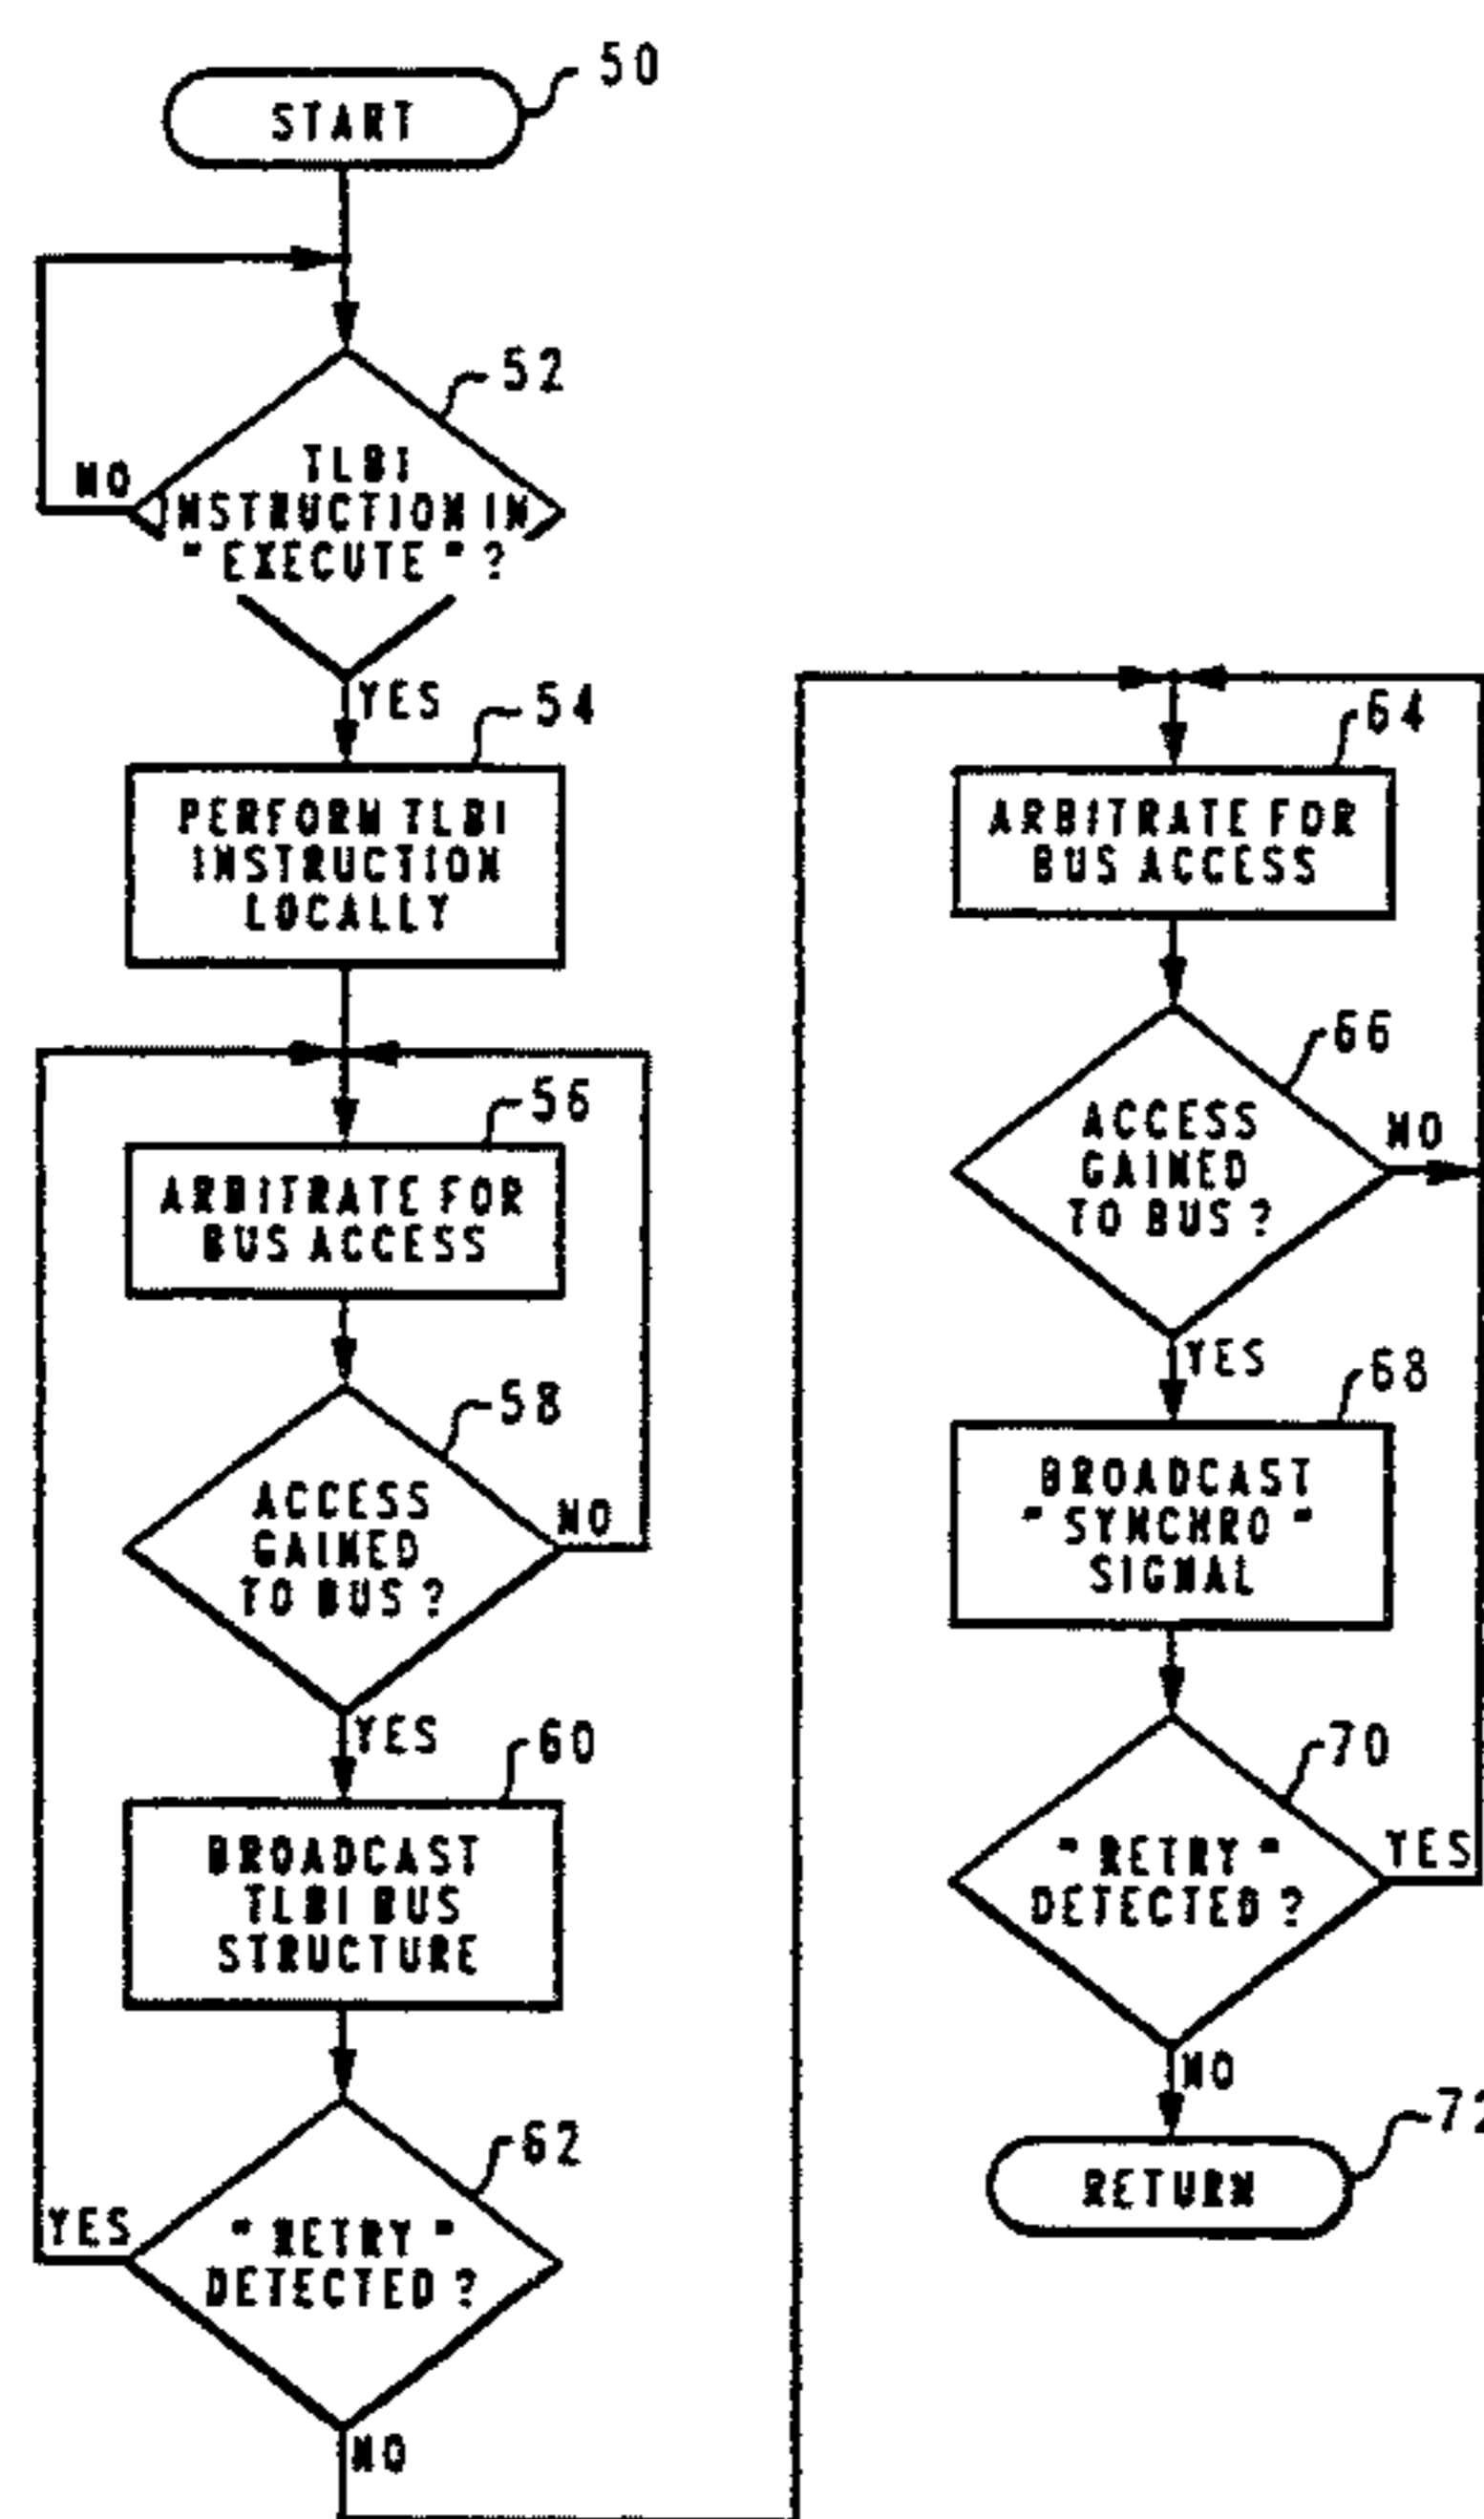 50
START
52
NO
TLBI
INSTRUCTION IN
"EXECUTE"?
YES
54
PERFORM TLBI
INSTRUCTION
LOCALLY
56
ARBITRATE FOR
BUS ACCESS
58
ACCESS
GAINED
TO BUS?
NO
YES
60
BROADCAST
TLBI BUS
STRUCTURE
62
YES
"RETRY"
DETECTED?
NO
64
ARBITRATE FOR
BUS ACCESS
66
ACCESS
GAINED
TO BUS?
NO
YES
68
BROADCAST
"SYNCHRO"
SIGNAL
70
"RETRY"
DETECTED?
YES
NO
72
RETURN